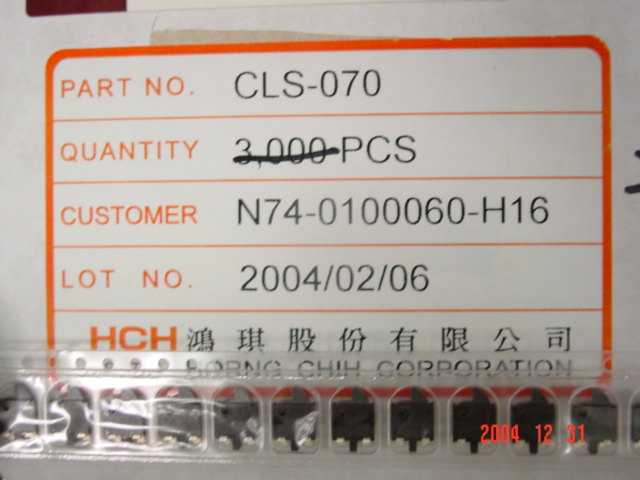 PART NO. CLS-070
QUANTITY 3,000 PCS
CUSTOMER N74-0100060-H16
LOT NO. 2004/02/06
HCH 鴻琪股份有限公司
CHIH CORPORATION
2004 12 31